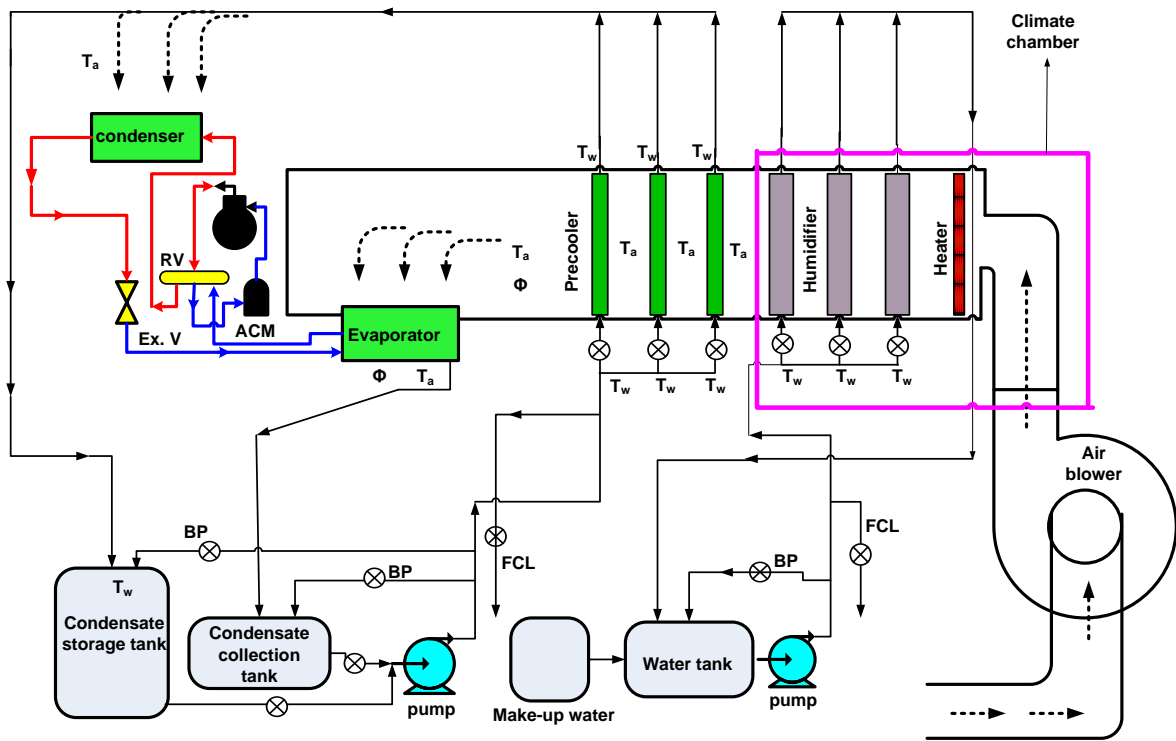 Climate
chamber
Ta
condenser
Tw
Tw
Tw
RV
ACM
Ex. V
Ta
Φ
Precooler
Ta
Ta
Ta
Humidifier
Heater
Evaporator
Φ
Ta
Tw
Tw
Tw
Tw
Tw
Tw
Air
blower
BP
BP
FCL
BP
FCL
Tw
Condensate
storage tank
Condensate
collection
tank
pump
Make-up water
Water tank
pump